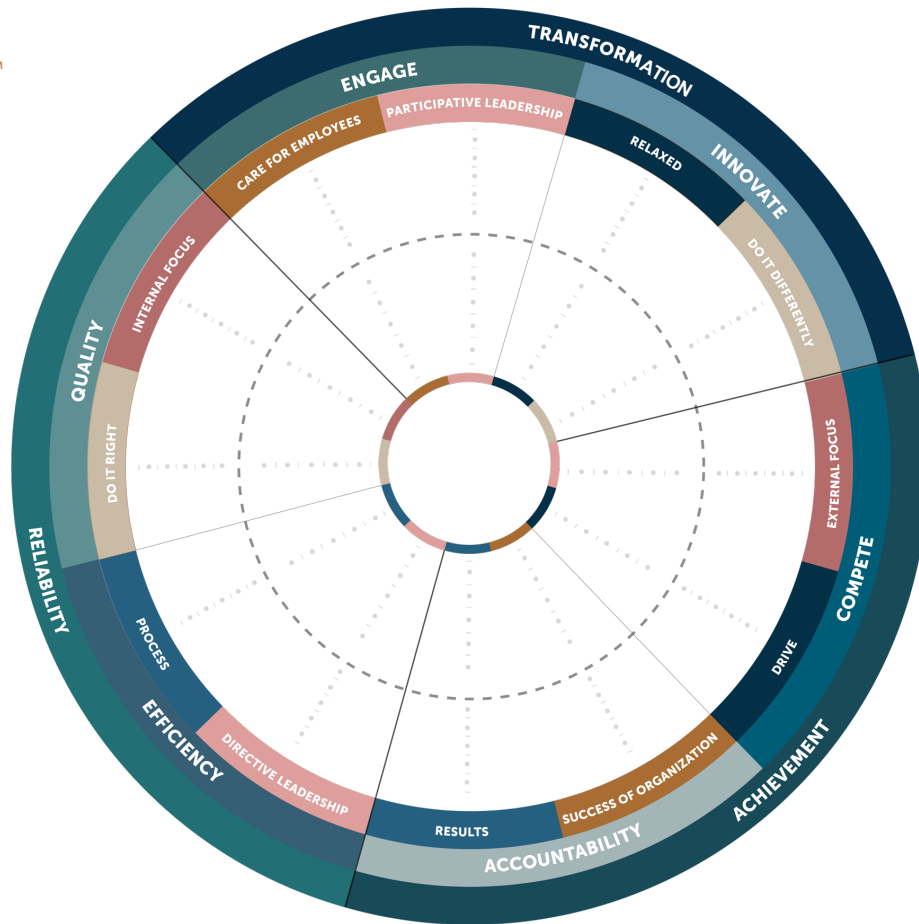 TRANSFORMATION
ENGAGE
PARTICIPATIVE LEADERSHIP
CARE FOR EMPLOYEES
RELAXED
INNOVATE
DO IT DIFFERENTLY
INTERNAL FOCUS
QUALITY
DO IT RIGHT
EXTERNAL FOCUS
COMPETE
DRIVE
RELIABILITY
PROCESS
EFFICIENCY
DIRECTIVE LEADERSHIP
SUCCESS OF ORGANIZATION
ACHIEVEMENT
RESULTS
ACCOUNTABILITY